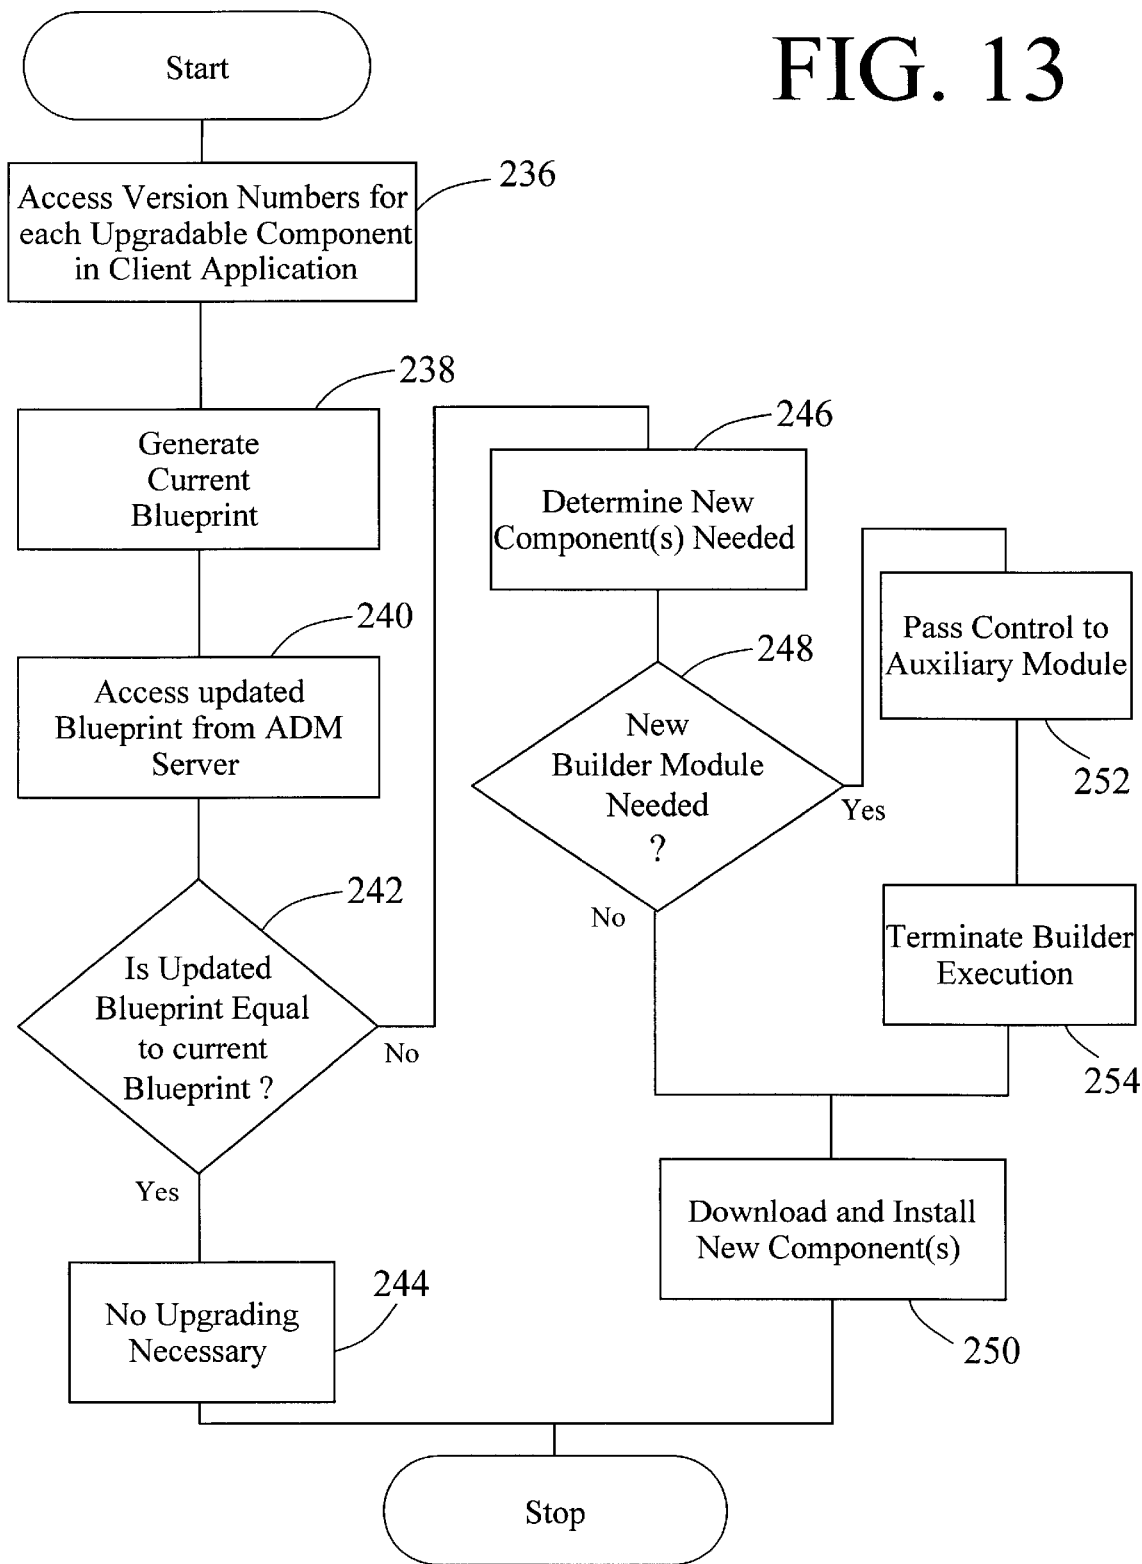 FIG. 13
Start
236
Access Version Numbers for
each Upgradable Component
in Client Application
238
Generate
Current
Blueprint
240
Access updated
Blueprint from ADM
Server
242
Is Updated
Blueprint Equal
to current
Blueprint ?
No
Yes
244
No Upgrading
Necessary
246
Determine New
Component(s) Needed
248
New
Builder Module
Needed
?
Yes
No
Pass Control to
Auxiliary Module
252
Terminate Builder
Execution
254
Download and Install
New Component(s)
250
Stop